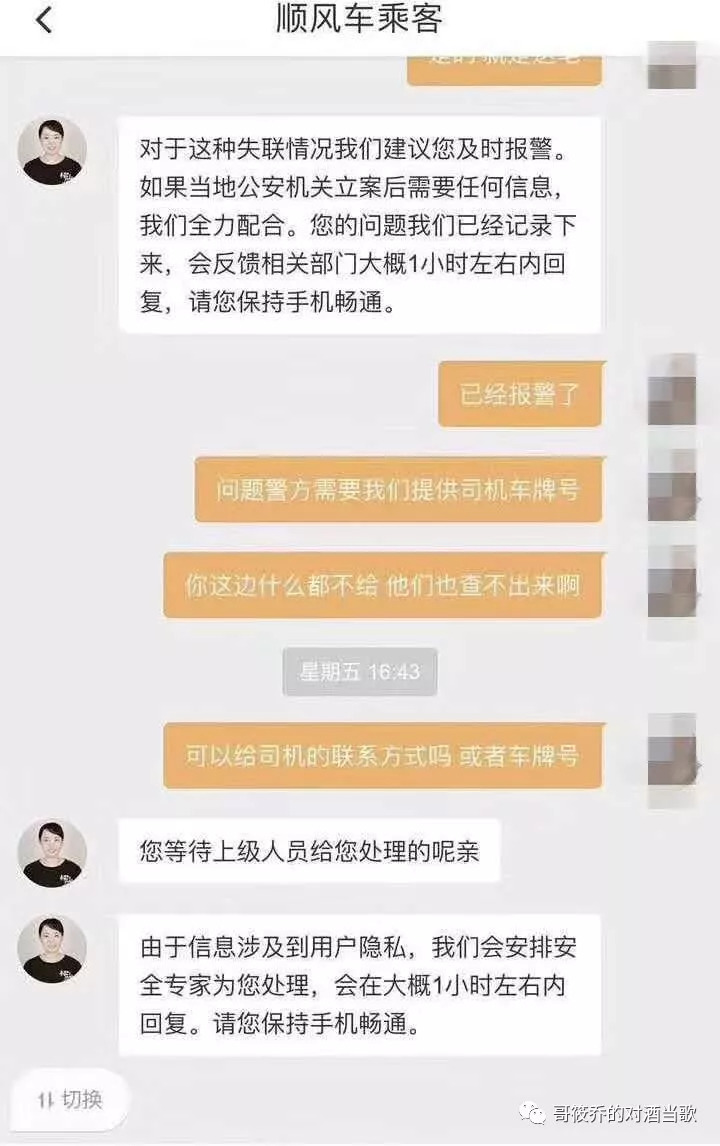 顺风车乘客
对于这种失联情况我们建议您及时报警。
如果当地公安机关立案后需要任何信息，
我们全力配合。您的问题我们已经记录下
来，会反馈相关部门大概1小时左右内回
复，请您保持手机畅通。
已经报警了
问题警方需要我们提供司机车牌号
你这边什么都不给 他们也查不出来啊
星期五 16:43
可以给司机的联系方式吗 或者车牌号
您等待上级人员给您处理的呢亲
由于信息涉及到用户隐私，我们会安排安
全专家为您处理，会在大概1小时左右内
回复。请您保持手机畅通。
切换
哥筱乔的对酒当歌